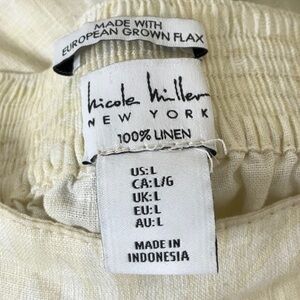 MADE WITH
EUROPEAN GROWN FLAX
Nicole Miller
NEW YORK
100% LINEN
US:L
CA:L/G
UK:L
EU:L
AU:L
MADE IN
INDONESIA